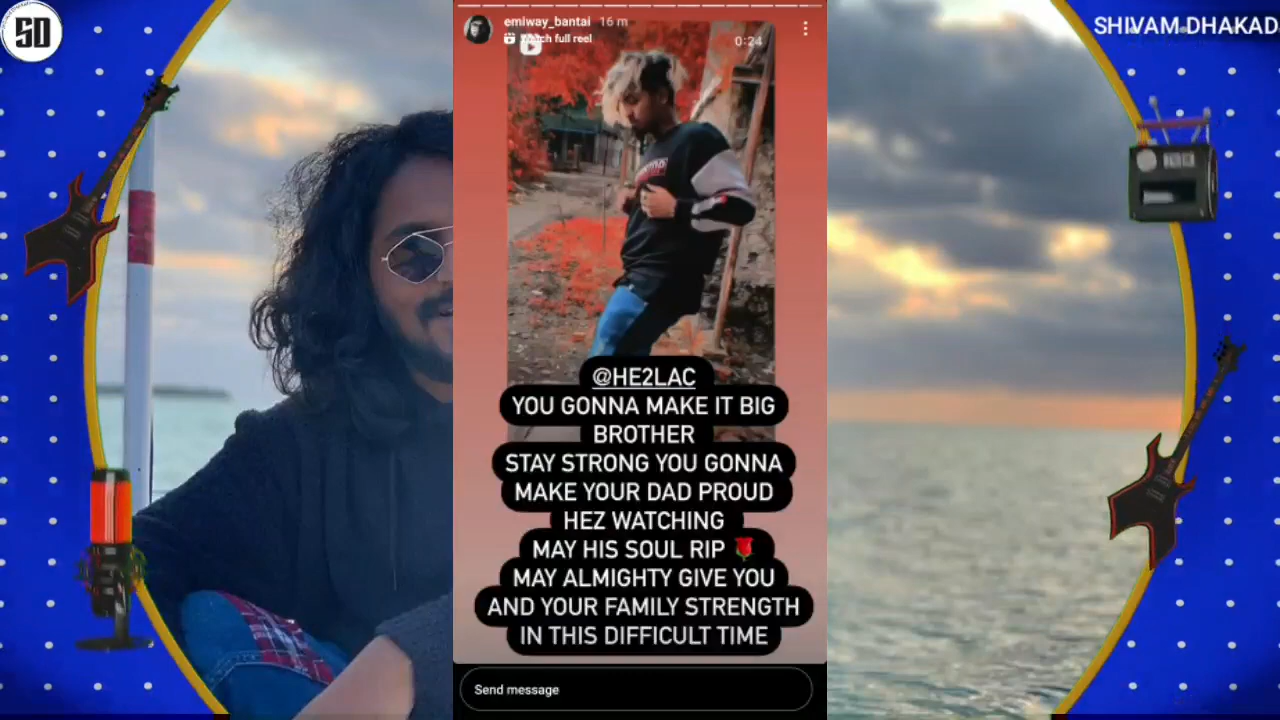 SD
SHIVAM DHAKAD
emiway_bantai 16 m
Watch full reel
0:24
@HE2LAC
YOU GONNA MAKE IT BIG
BROTHER
STAY STRONG YOU GONNA
MAKE YOUR DAD PROUD
HEZ WATCHING
MAY HIS SOUL RIP 🌹
MAY ALMIGHTY GIVE YOU
AND YOUR FAMILY STRENGTH
IN THIS DIFFICULT TIME
Send message